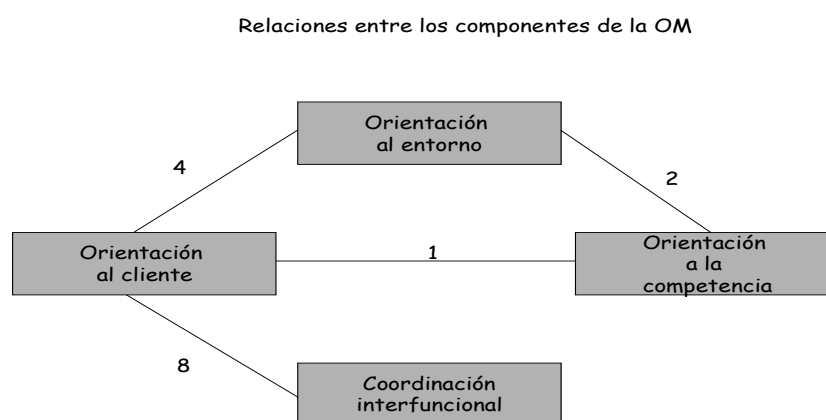 Relaciones entre los componentes de la OM
Orientación
al entorno
4
2
Orientación
al cliente
1
Orientación
a la
competencia
8
Coordinación
interfuncional